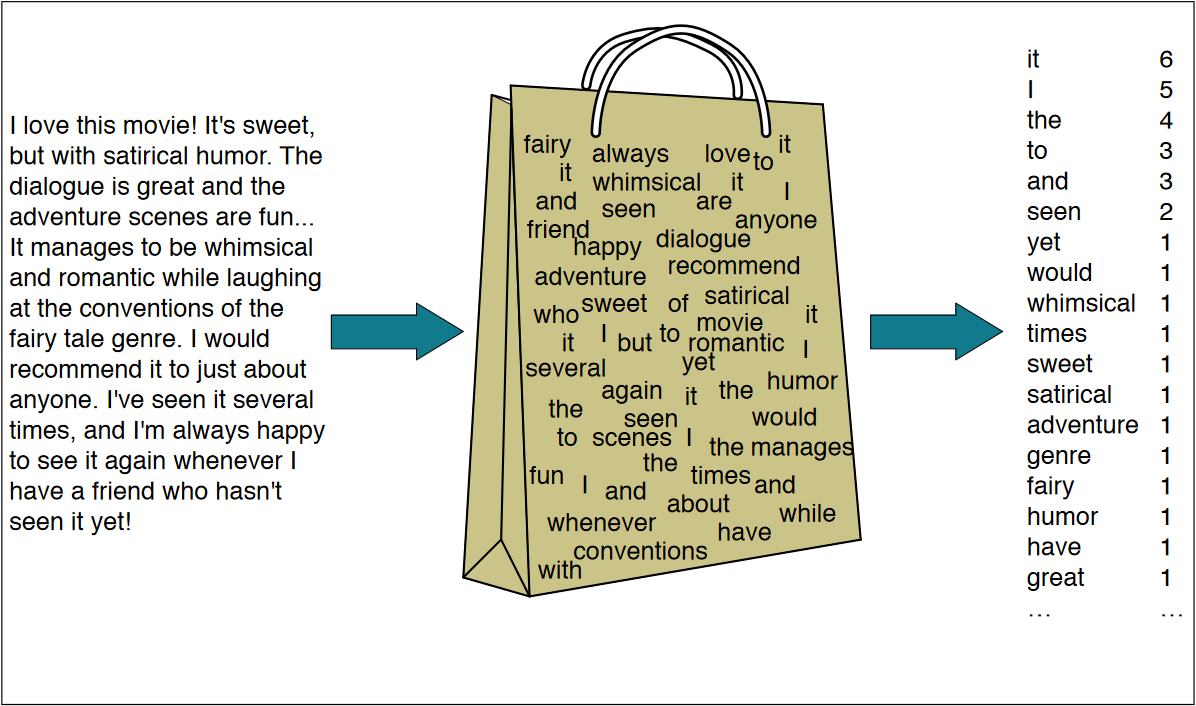 I love this movie! It's sweet,
but with satirical humor. The
dialogue is great and the
adventure scenes are fun...
It manages to be whimsical
and romantic while laughing
at the conventions of the
fairy tale genre. I would
recommend it to just about
anyone. I've seen it several
times, and I'm always happy
to see it again whenever I
have a friend who hasn't
seen it yet!
fairy always love to it
it whimsical it I
and seen are anyone
friend happy dialogue
adventure recommend
who sweet of satirical it
it I but to movie romantic I
several yet
again it the humor
the seen would
to scenes I the manages
fun the times and
I and about while
whenever have
conventions
with
it 6
I 5
the 4
to 3
and 3
seen 2
yet 1
would 1
whimsical 1
times 1
sweet 1
satirical 1
adventure 1
genre 1
fairy 1
humor 1
have 1
great 1
... ...